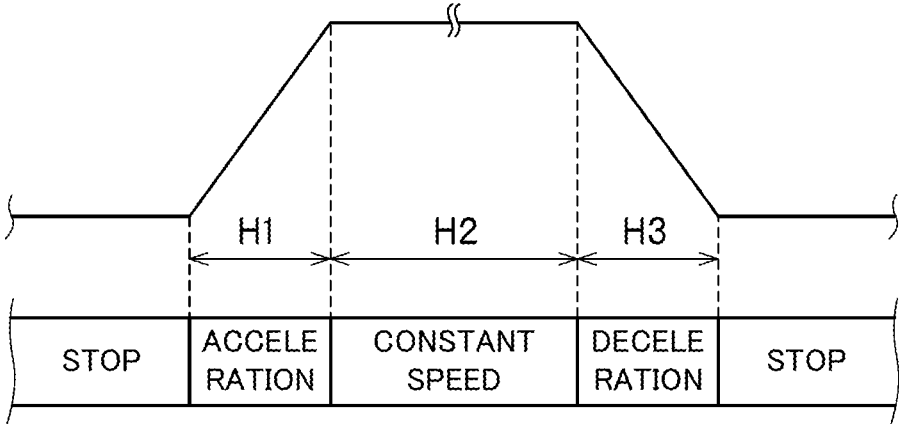 H1 H2 H3
STOP
ACCELE
RATION
CONSTANT
SPEED
DECELE
RATION
STOP